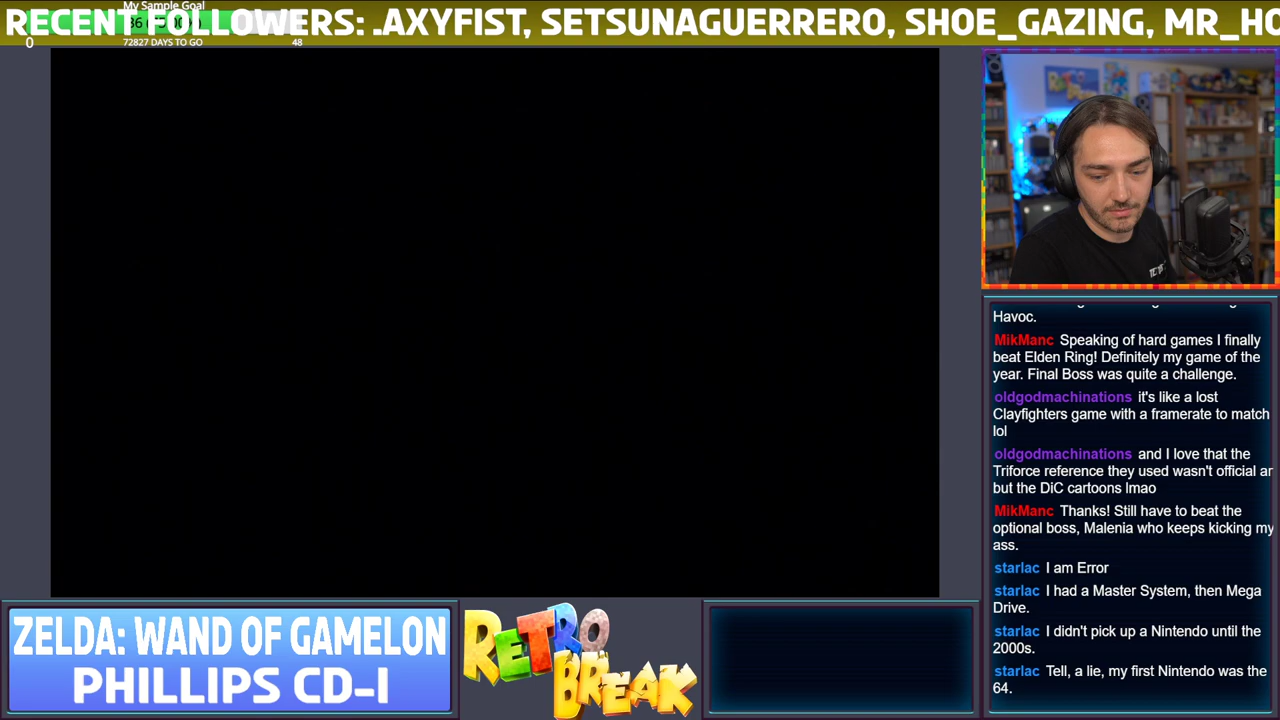 My Sample Goal
RECENT FOLLOWERS: .AXYFIST, SETSUNAGUERRERO, SHOE_GAZING, MR_HO
0
72827 DAYS TO GO
48
Havoc.
MikManc Speaking of hard games I finally
beat Elden Ring! Definitely my game of the
year. Final Boss was quite a challenge.
oldgodmachinations it's like a lost
Clayfighters game with a framerate to match
lol
oldgodmachinations and I love that the
Triforce reference they used wasn't official ar
but the DiC cartoons lmao
MikManc Thanks! Still have to beat the
optional boss, Malenia who keeps kicking my
ass.
starlac I am Error
starlac I had a Master System, then Mega
Drive.
starlac I didn't pick up a Nintendo until the
2000s.
starlac Tell, a lie, my first Nintendo was the
64.
ZELDA: WAND OF GAMELON
PHILLIPS CD-I
RETRO
BREAK